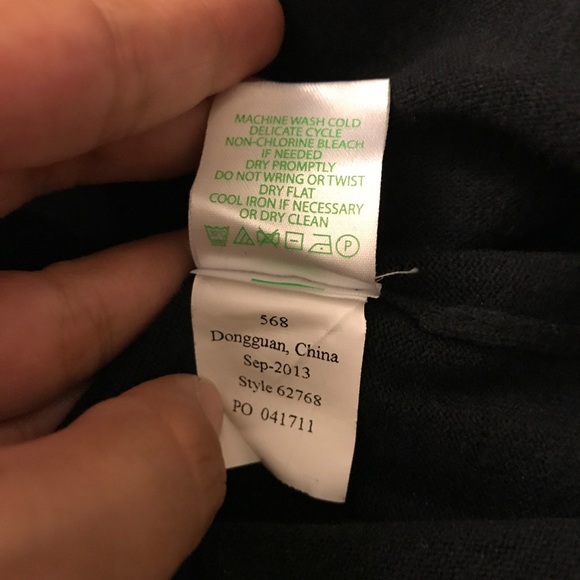 MACHINE WASH COLD
DELICATE CYCLE
NON-CHLORINE BLEACH
IF NEEDED
DRY PROMPTLY
DO NOT WRING OR TWIST
DRY FLAT
COOL IRON IF NECESSARY
OR DRY CLEAN
P
568
Dongguan, China
Sep-2013
Style 62768
PO 041711